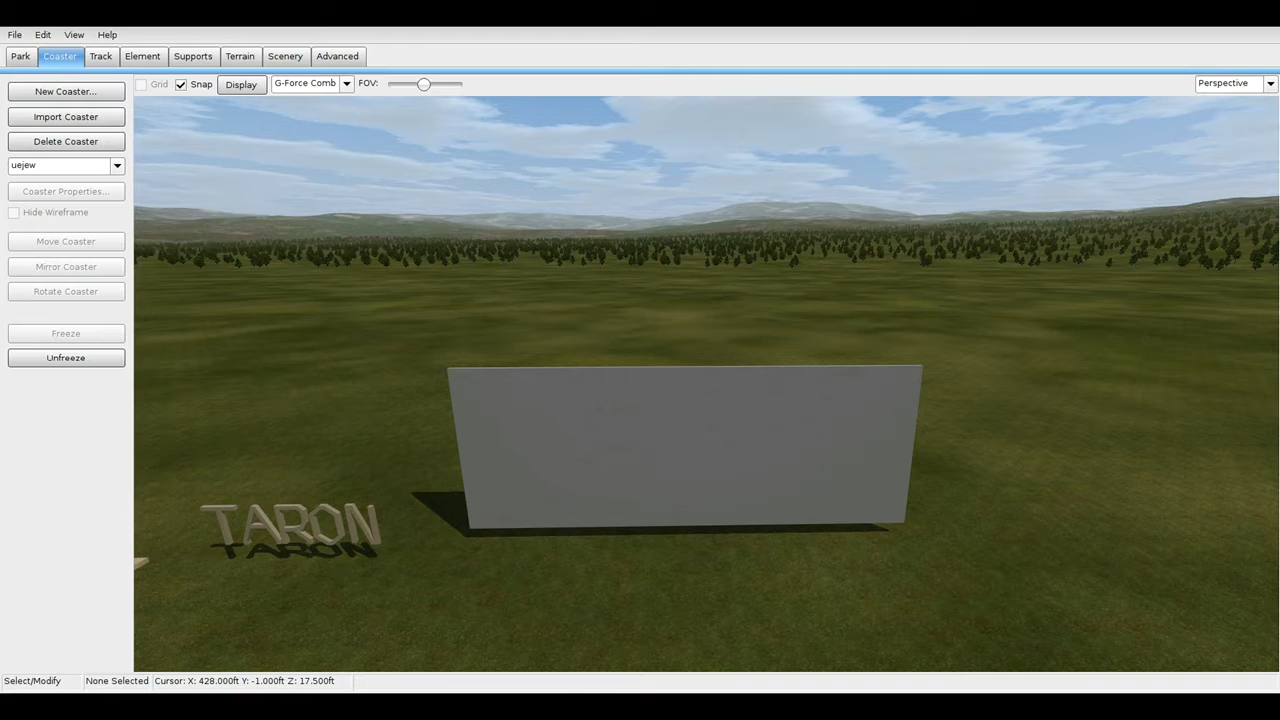 File Edit View Help
Park Coaster Track Element Supports Terrain Scenery Advanced
Grid Snap Display G-Force Comb FOV: Perspective
New Coaster...
Import Coaster
Delete Coaster
uejew
Coaster Properties...
Hide Wireframe
Move Coaster
Mirror Coaster
Rotate Coaster
Freeze
Unfreeze
TARON
Select/Modify None Selected Cursor: X: 428.000ft Y: -1.000ft Z: 17.500ft